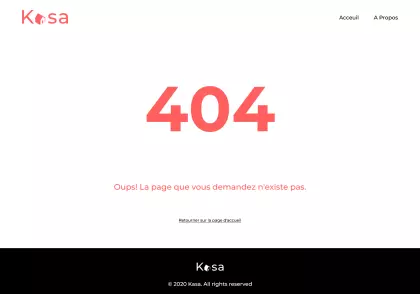 Kasa
Acceuil A Propos
404
Oups! La page que vous demandez n'existe pas.
Retourner sur la page d'accueil
Kasa
© 2020 Kasa. All rights reserved